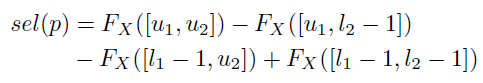 sel(p) = F_X([u_1, u_2]) − F_X([u_1, l_2 − 1])
− F_X([l_1 − 1, u_2]) + F_X([l_1 − 1, l_2 − 1])